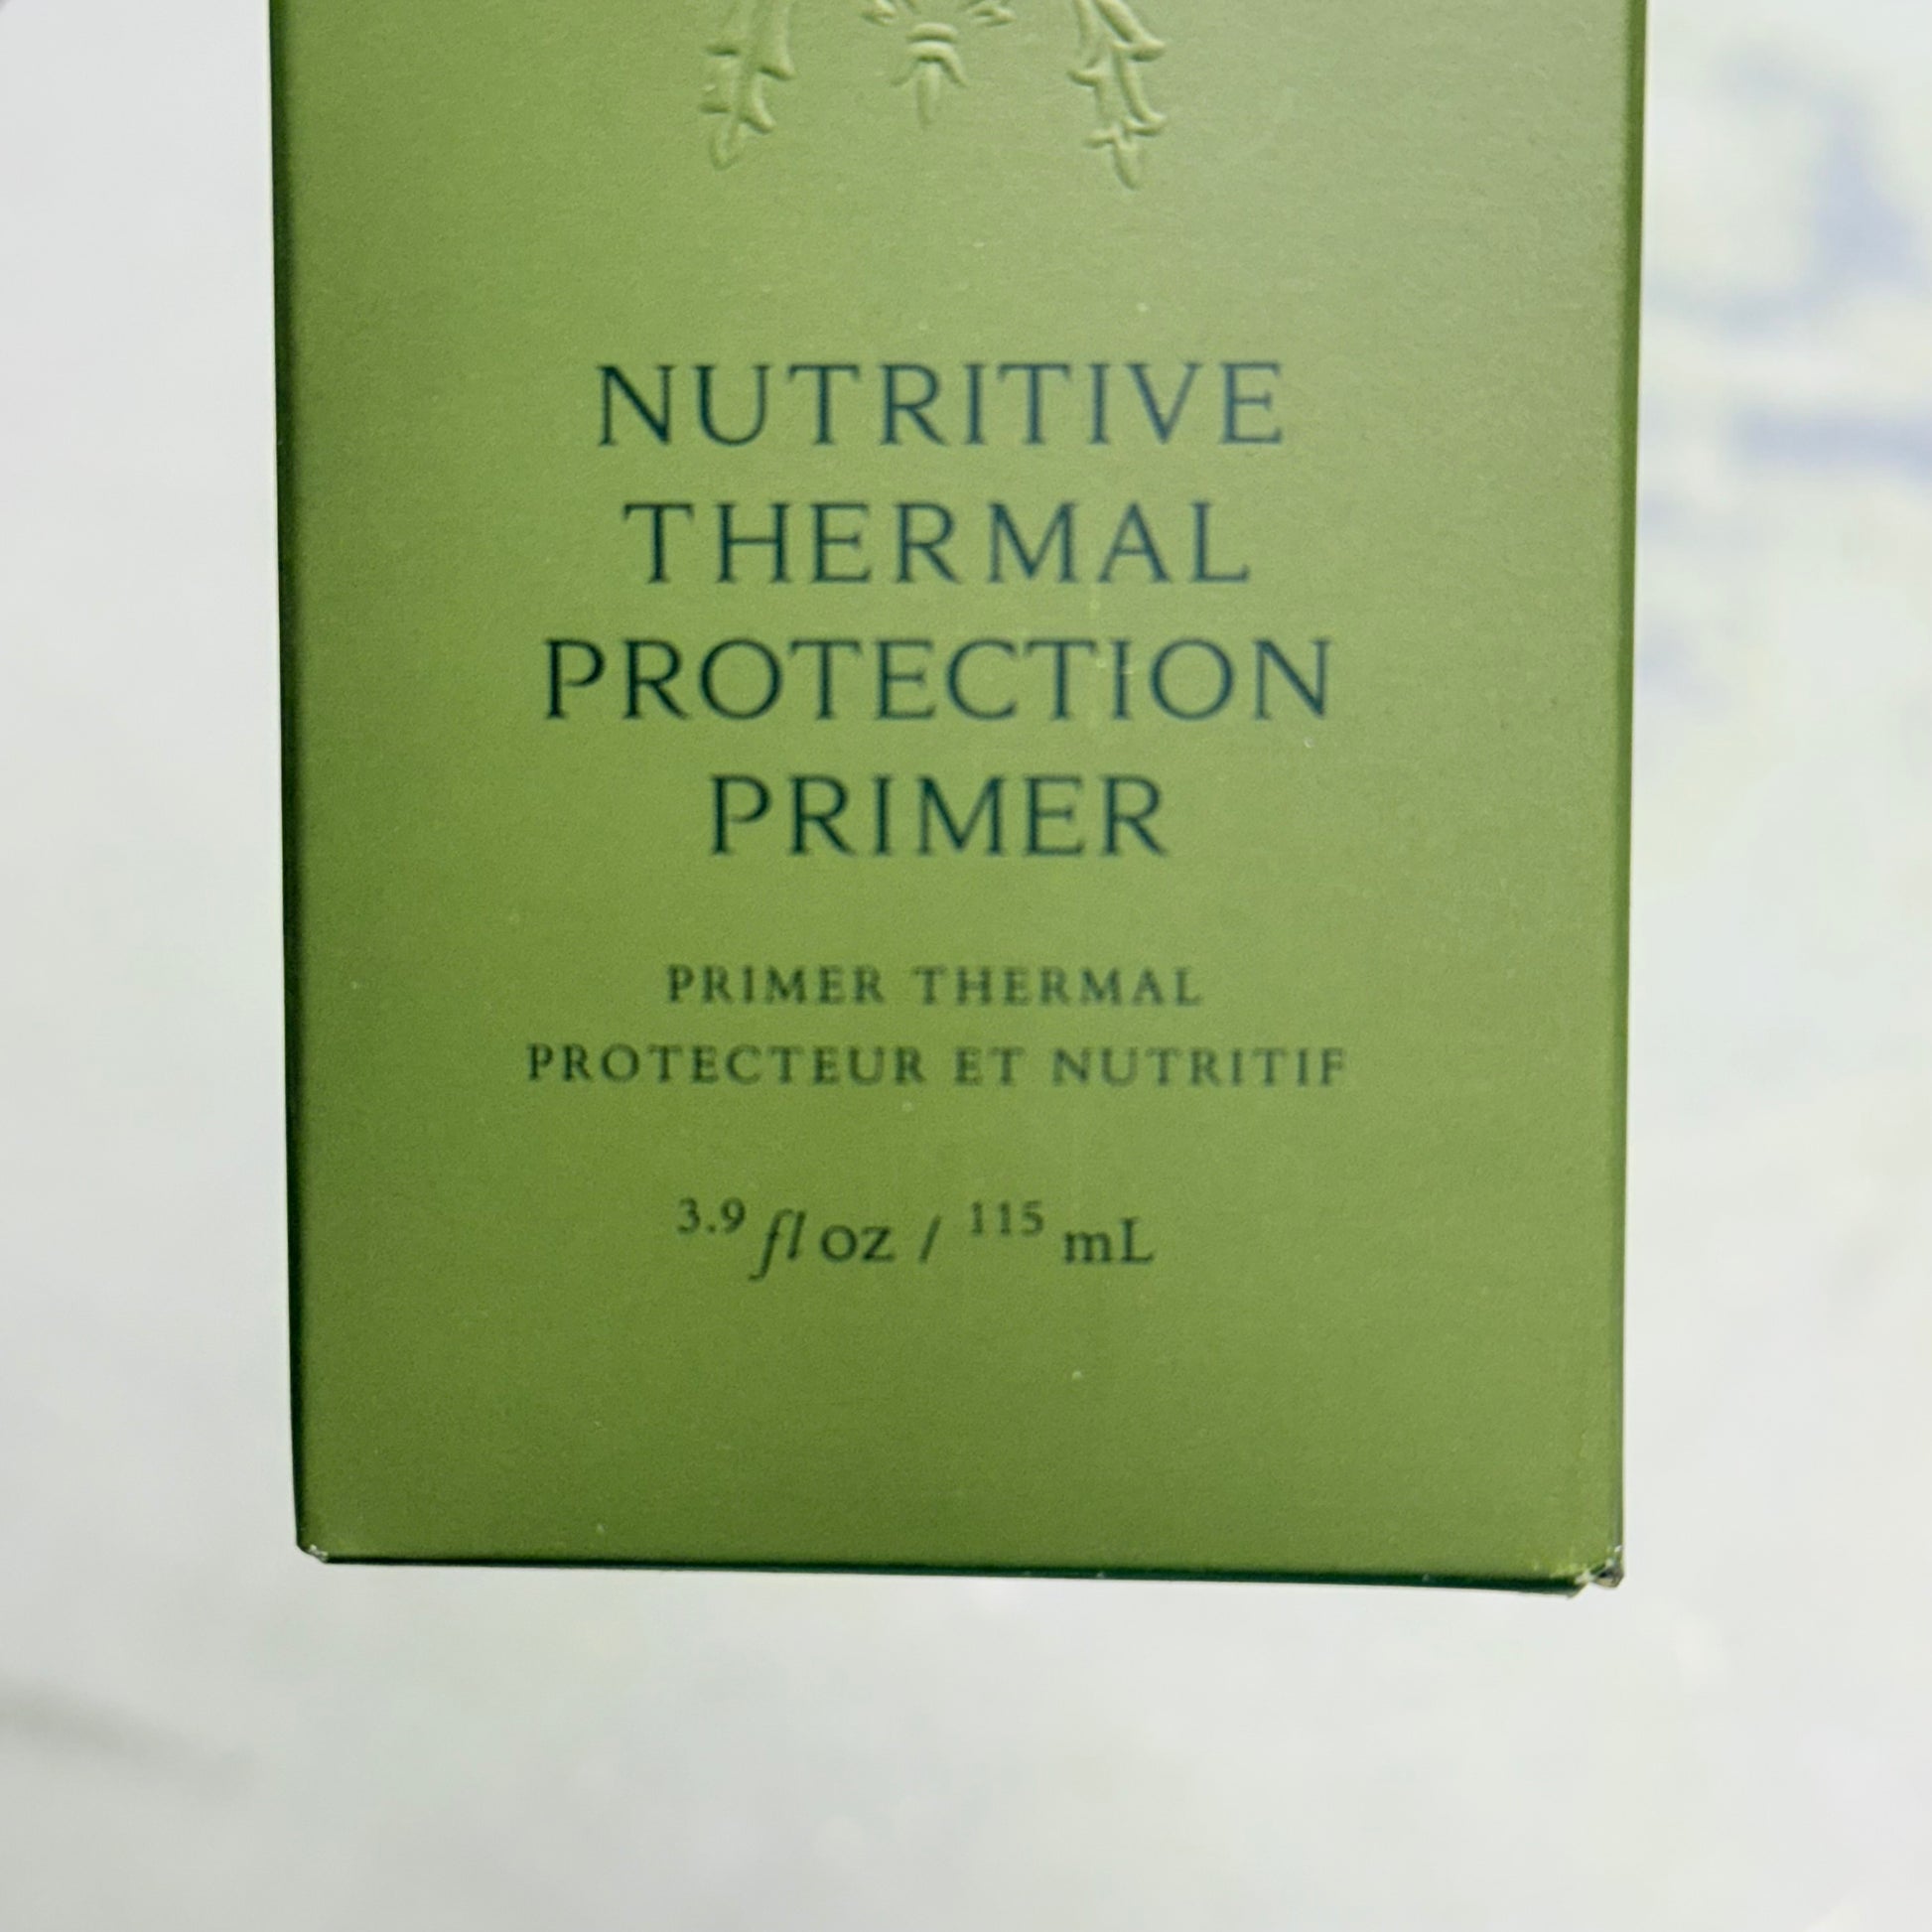 NUTRITIVE
THERMAL
PROTECTION
PRIMER
PRIMER THERMAL
PROTECTEUR ET NUTRITIF
3.9 fl oz / 115 mL